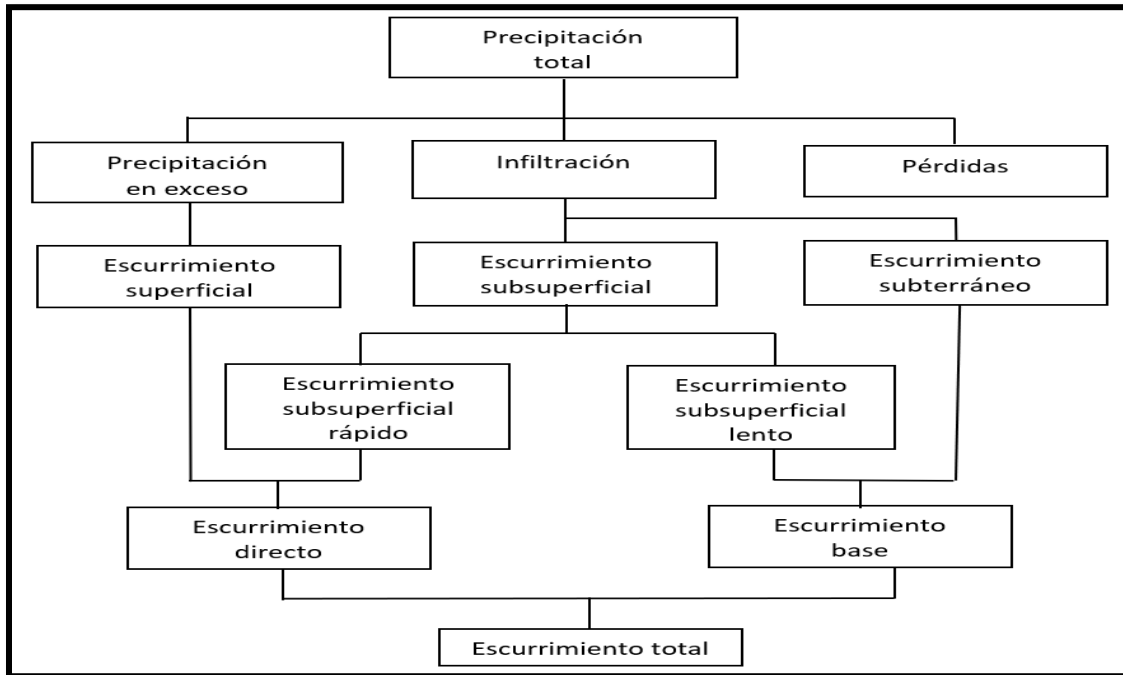 Precipitación
total
Precipitación
en exceso
Infiltración
Pérdidas
Escurrimiento
superficial
Escurrimiento
subsuperficial
Escurrimiento
subterráneo
Escurrimiento
subsuperficial
rápido
Escurrimiento
subsuperficial
lento
Escurrimiento
directo
Escurrimiento
base
Escurrimiento total